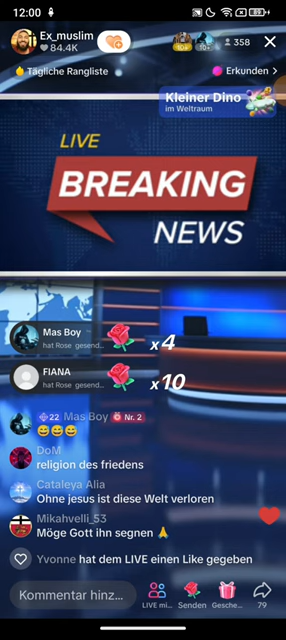 12:00
89
Ex_muslim
84.4K
10+
10+
358
Tägliche Rangliste
Erkunden >
Kleiner Dino
im Weltraum
LIVE
BREAKING
NEWS
Mas Boy
hat Rose gesend...
x4
FIANA
hat Rose gesend...
x10
22 Mas Boy Nr. 2
😅😅😅
DoM
religion des friedens
Cataleya Alia
Ohne jesus ist diese Welt verloren
Mikahvelli_53
Möge Gott ihn segnen 🙏
Yvonne hat dem LIVE einen Like gegeben
Kommentar hinz...
LIVE mi...
Senden
Gesche...
79